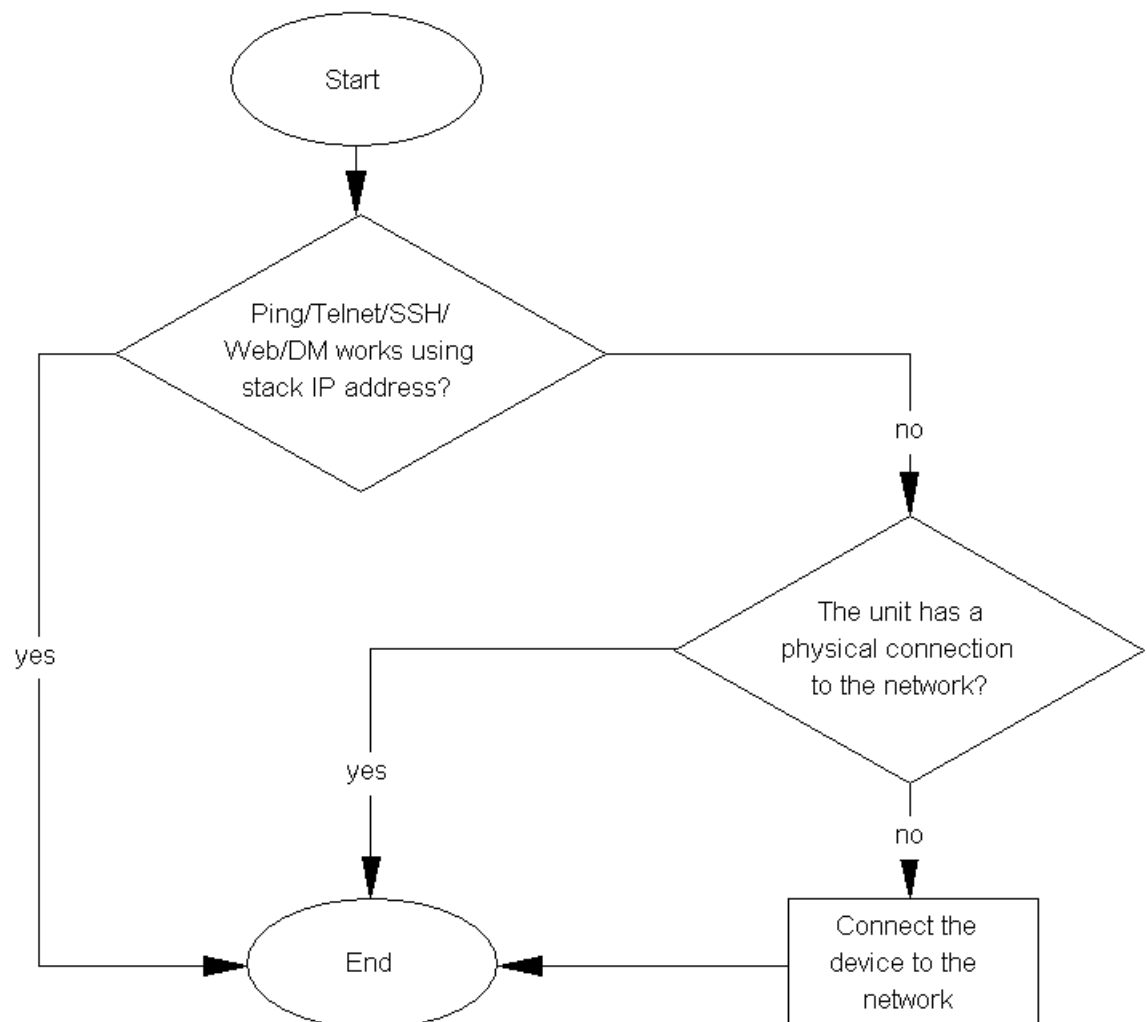 Start
Ping/Telnet/SSH/
Web/DM works using
stack IP address?
no
The unit has a
physical connection
to the network?
yes
yes
no
Connect the
device to the
network
End